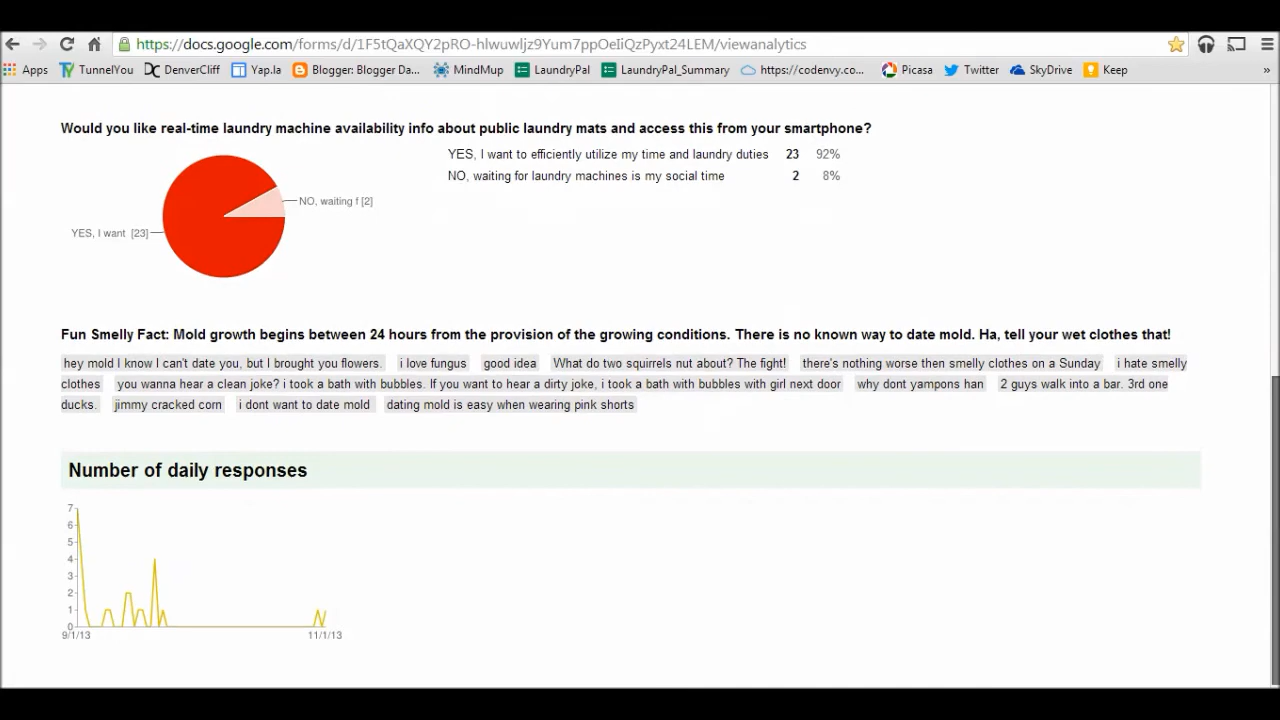 https://docs.google.com/forms/d/1F5tQaXQY2pRO-hlwuwljz9Yum7ppOeIiQzPyxt24LEM/viewanalytics
Apps TunnelYou DenverCliff Yap.la Blogger: Blogger Da... MindMup LaundryPal LaundryPal_Summary https://codenvy.co... Picasa Twitter SkyDrive Keep »
Would you like real-time laundry machine availability info about public laundry mats and access this from your smartphone?
YES, I want to efficiently utilize my time and laundry duties 23 92%
NO, waiting for laundry machines is my social time 2 8%
NO, waiting f [2]
YES, I want [23]
Fun Smelly Fact: Mold growth begins between 24 hours from the provision of the growing conditions. There is no known way to date mold. Ha, tell your wet clothes that!
hey mold I know I can't date you, but I brought you flowers. i love fungus good idea What do two squirrels nut about? The fight! there's nothing worse then smelly clothes on a Sunday i hate smelly
clothes you wanna hear a clean joke? i took a bath with bubbles. If you want to hear a dirty joke, i took a bath with bubbles with girl next door why dont yampons han 2 guys walk into a bar. 3rd one
ducks. jimmy cracked corn i dont want to date mold dating mold is easy when wearing pink shorts
Number of daily responses
7
6
5
4
3
2
1
0
9/1/13 11/1/13